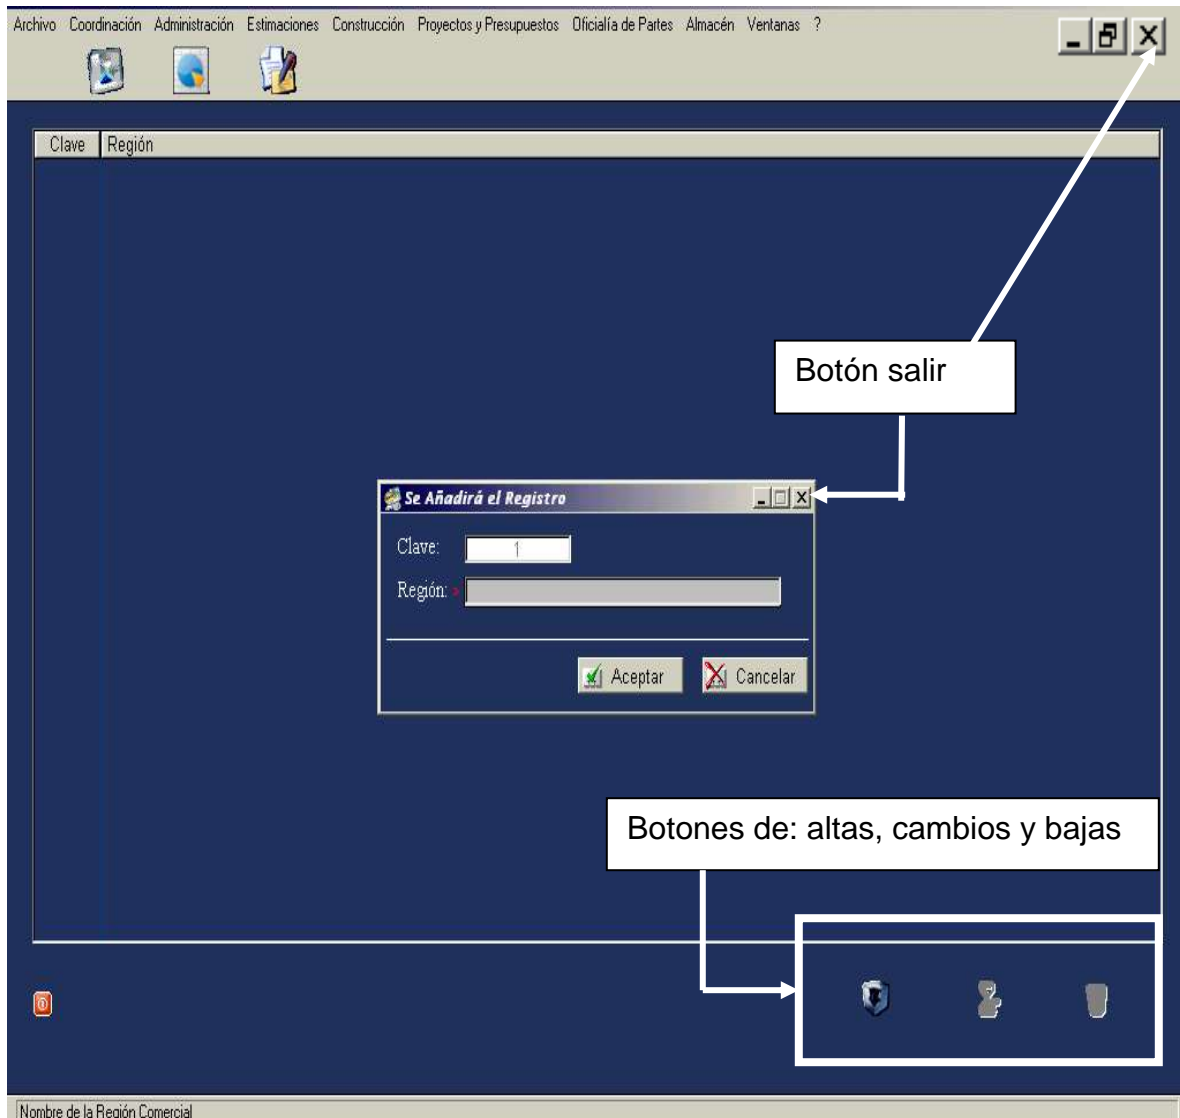 Archivo Coordinación Administración Estimaciones Construcción Proyectos y Presupuestos Oficialía de Partes Almacén Ventanas ?
Clave Región
Botón salir
Se Añadirá el Registro
Clave: 1
Región:
Aceptar Cancelar
Botones de: altas, cambios y bajas
Nombre de la Región Comercial